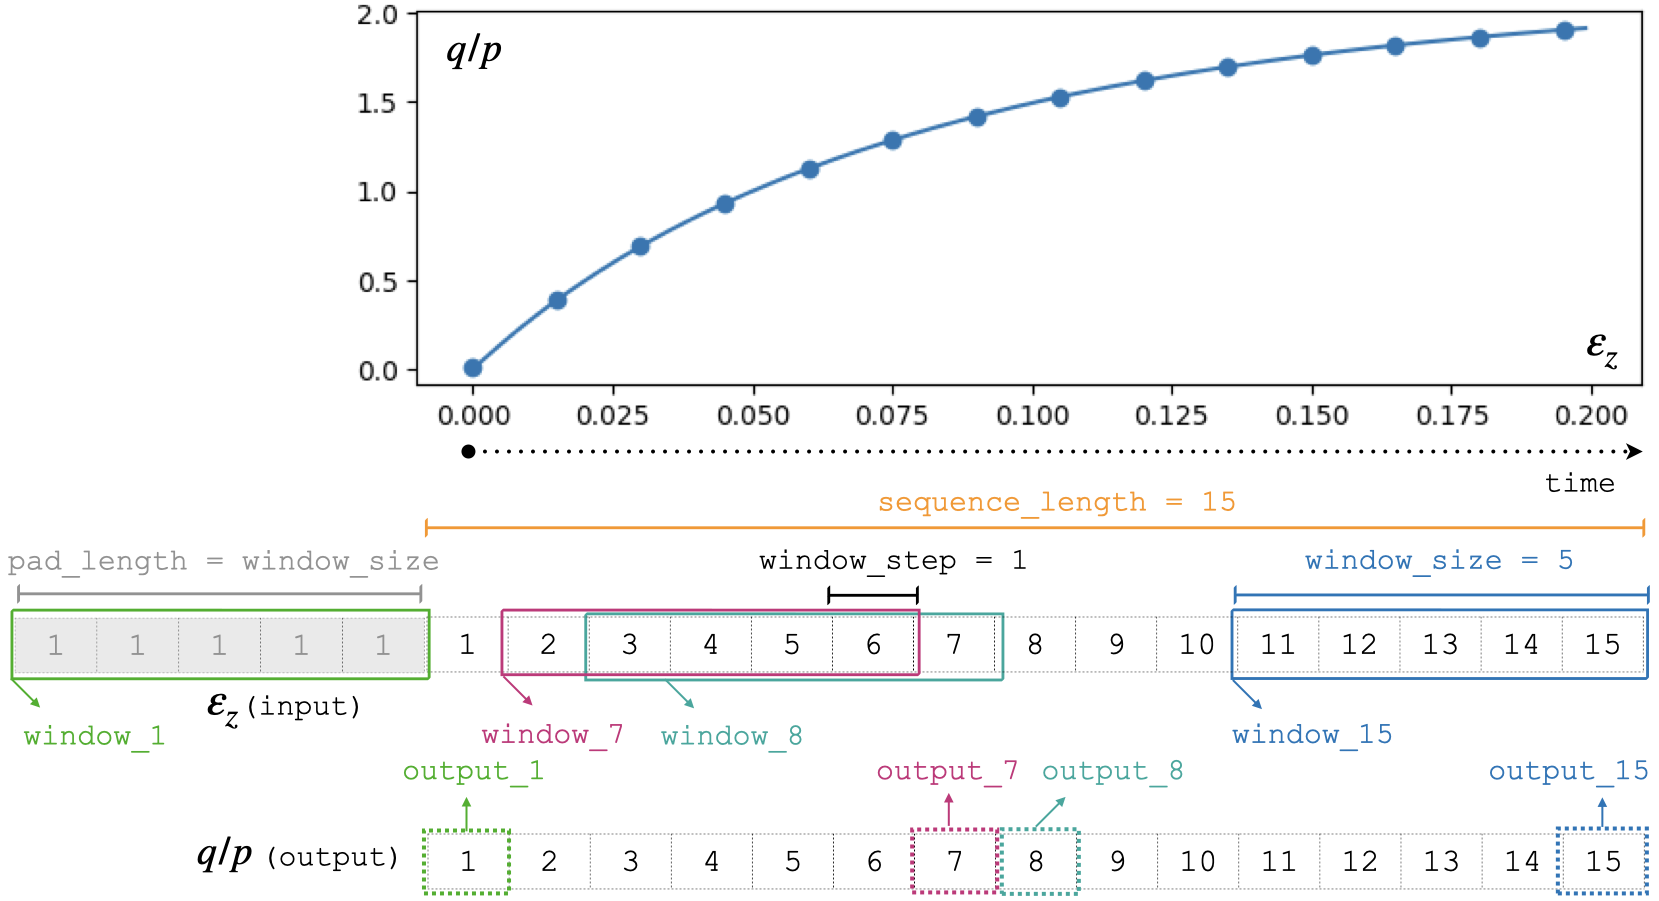 2.0
q/p
1.5
1.0
0.5
0.0
εz
0.000 0.025 0.050 0.075 0.100 0.125 0.150 0.175 0.200
time
sequence_length = 15
pad_length = window_size
window_step = 1
window_size = 5
1 1 1 1 1 1 2 3 4 5 6 7 8 9 10 11 12 13 14 15
εz (input)
window_1
window_7
window_8
window_15
output_1
output_7
output_8
output_15
q/p (output) 1 2 3 4 5 6 7 8 9 10 11 12 13 14 15